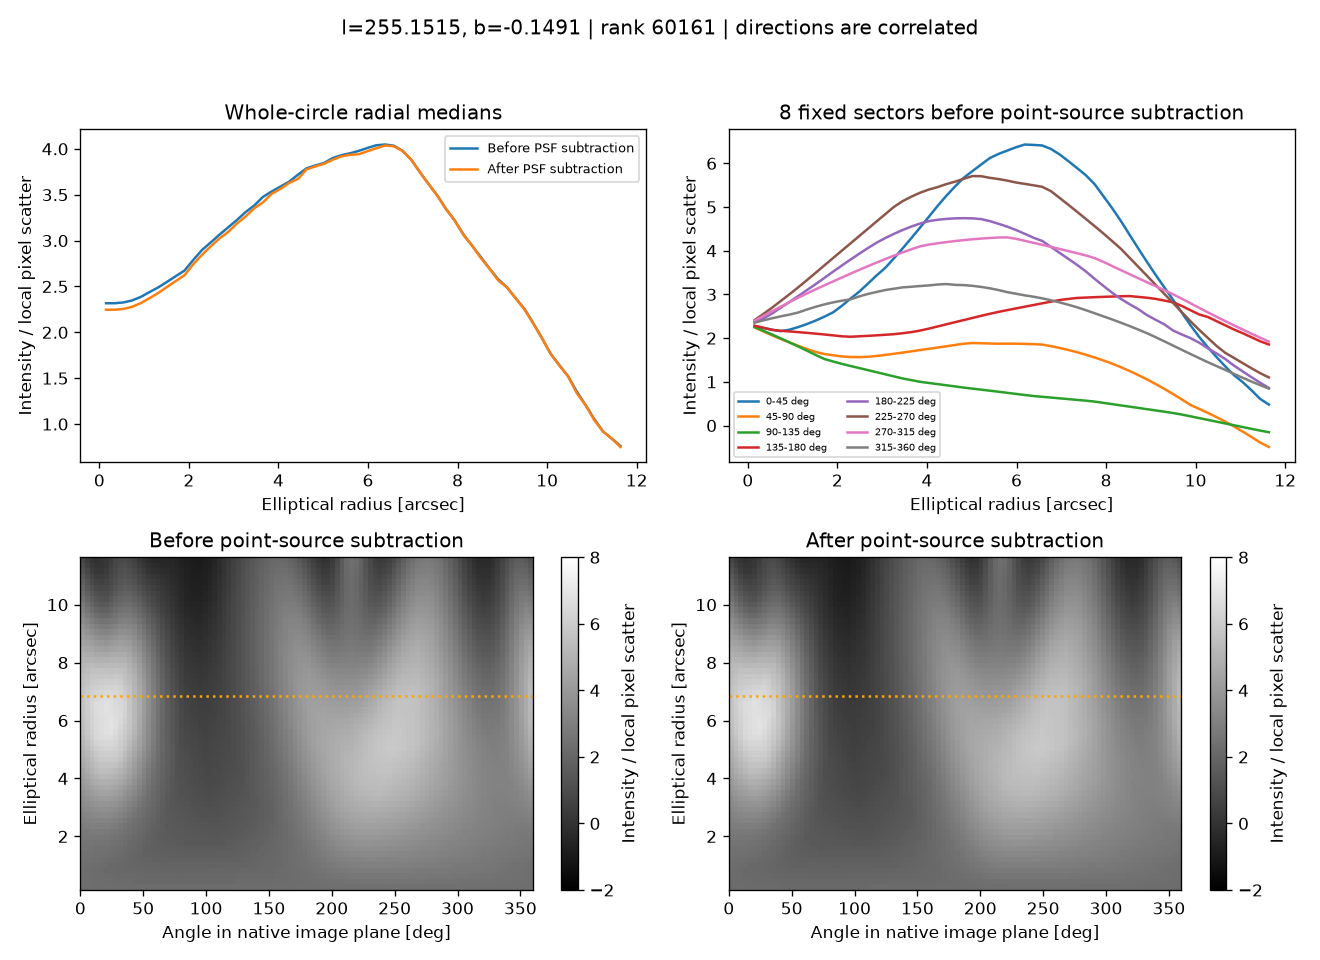 l=255.1515, b=-0.1491 | rank 60161 | directions are correlated
Whole-circle radial medians
Intensity / local pixel scatter
4.0
3.5
3.0
2.5
2.0
1.5
1.0
Before PSF subtraction
After PSF subtraction
0 2 4 6 8 10 12
Elliptical radius [arcsec]
8 fixed sectors before point-source subtraction
Intensity / local pixel scatter
6
5
4
3
2
1
0
0-45 deg 180-225 deg
45-90 deg 225-270 deg
90-135 deg 270-315 deg
135-180 deg 315-360 deg
0 2 4 6 8 10 12
Elliptical radius [arcsec]
Before point-source subtraction
Elliptical radius [arcsec]
10
8
6
4
2
0 50 100 150 200 250 300 350
Angle in native image plane [deg]
8
6
4
2
0
−2
Intensity / local pixel scatter
After point-source subtraction
Elliptical radius [arcsec]
10
8
6
4
2
0 50 100 150 200 250 300 350
Angle in native image plane [deg]
8
6
4
2
0
−2
Intensity / local pixel scatter